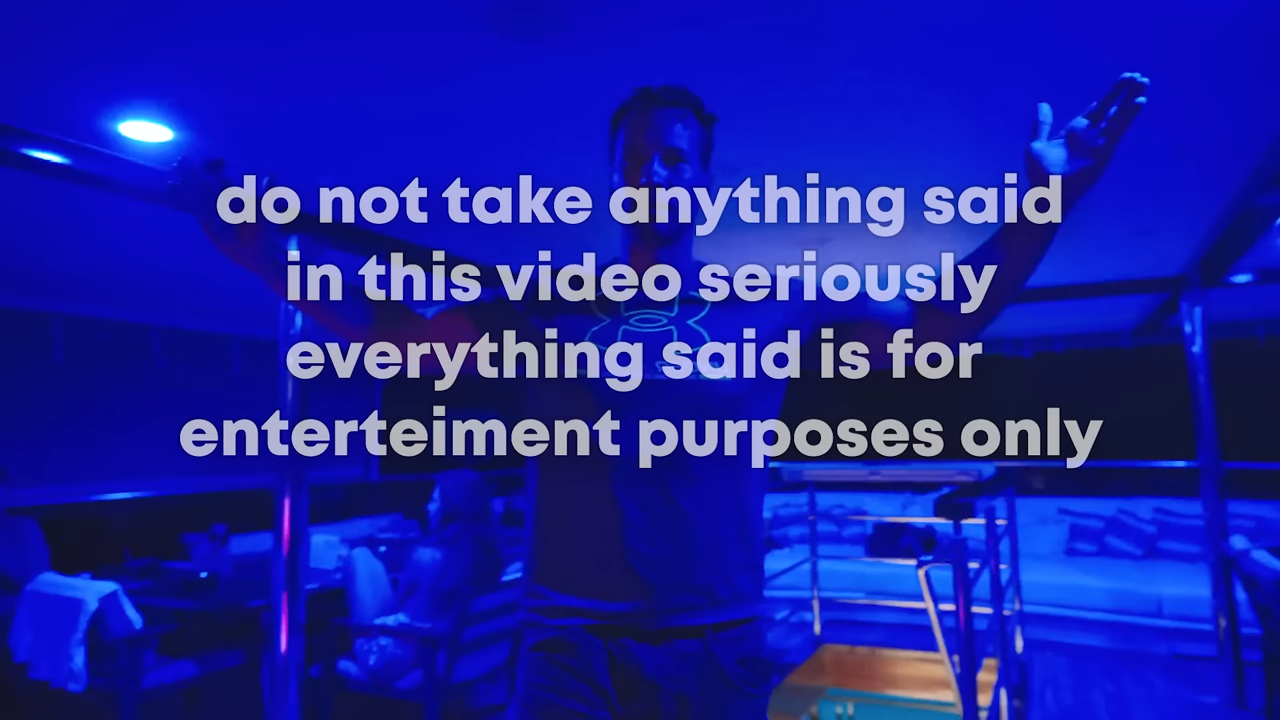 do not take anything said
in this video seriously
everything said is for
enterteiment purposes only